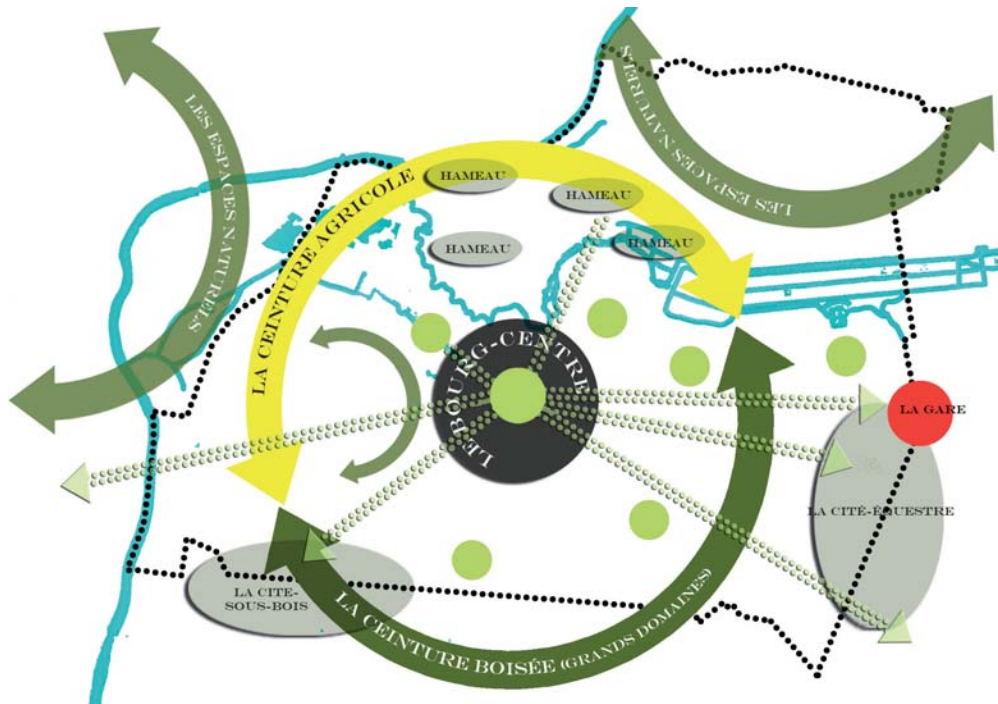 LES ESPACES NATURELS
LES ESPACES NATURELS
LA CEINTURE AGRICOLE
HAMEAU
HAMEAU
HAMEAU
HAMEAU
LE BOURG-CENTRE
LA GARE
LA CITÉ-ÉQUESTRE
LA CITE-
SOUS-BOIS
LA CEINTURE BOISÉE (GRANDS DOMAINES)